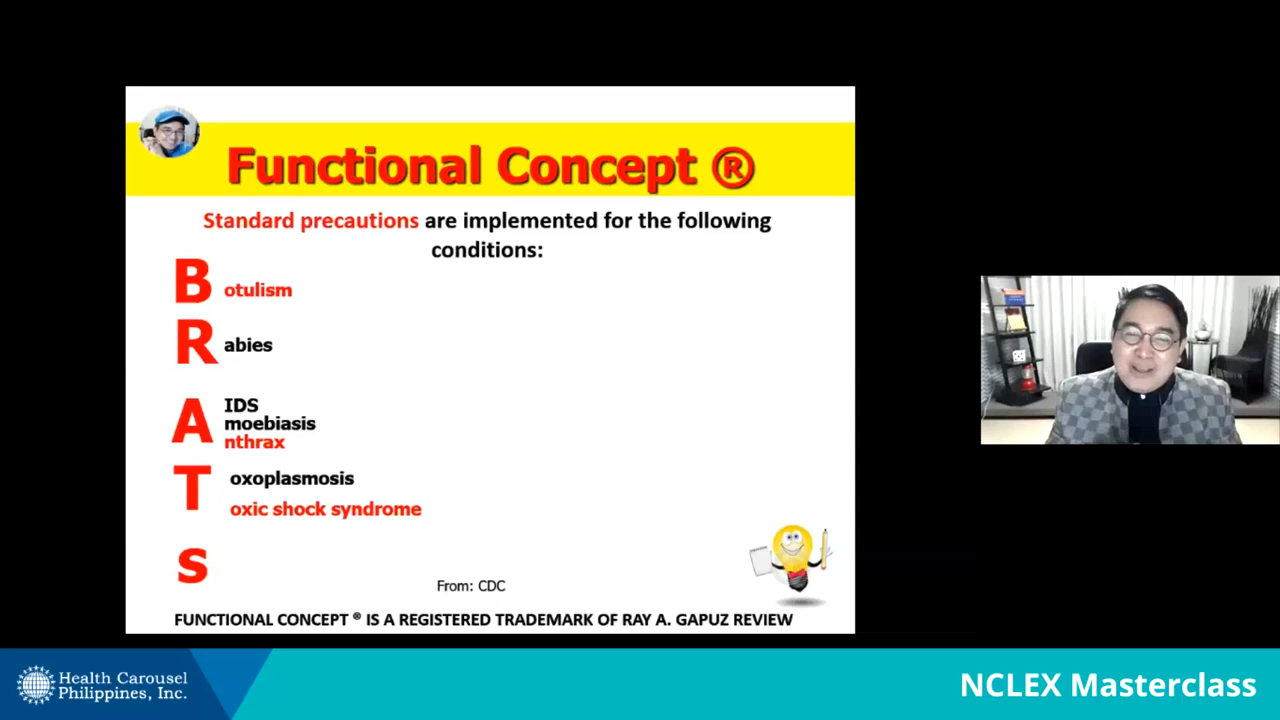 Functional Concept ®
Standard precautions are implemented for the following
conditions:
B otulism
R abies
A IDS
moebiasis
nthrax
T oxoplasmosis
oxic shock syndrome
s
From: CDC
FUNCTIONAL CONCEPT ® IS A REGISTERED TRADEMARK OF RAY A. GAPUZ REVIEW
Health Carousel
Philippines, Inc.
NCLEX Masterclass